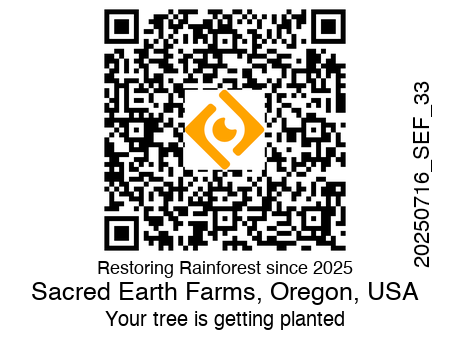 Restoring Rainforest since 2025
Sacred Earth Farms, Oregon, USA
Your tree is getting planted
20250716_SEF_33